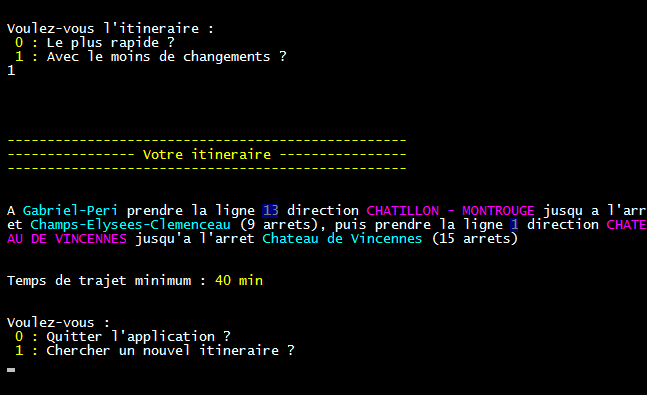 Voulez-vous l'itineraire :
0 : Le plus rapide ?
1 : Avec le moins de changements ?
1
--------------------------------------------------
---------------- Votre itineraire ----------------
--------------------------------------------------
A Gabriel-Peri prendre la ligne 13 direction CHATILLON - MONTROUGE jusqu a l'arr
et Champs-Elysees-Clemenceau (9 arrets), puis prendre la ligne 1 direction CHATE
AU DE VINCENNES jusqu'a l'arret Chateau de Vincennes (15 arrets)
Temps de trajet minimum : 40 min
Voulez-vous :
0 : Quitter l'application ?
1 : Chercher un nouvel itineraire ?